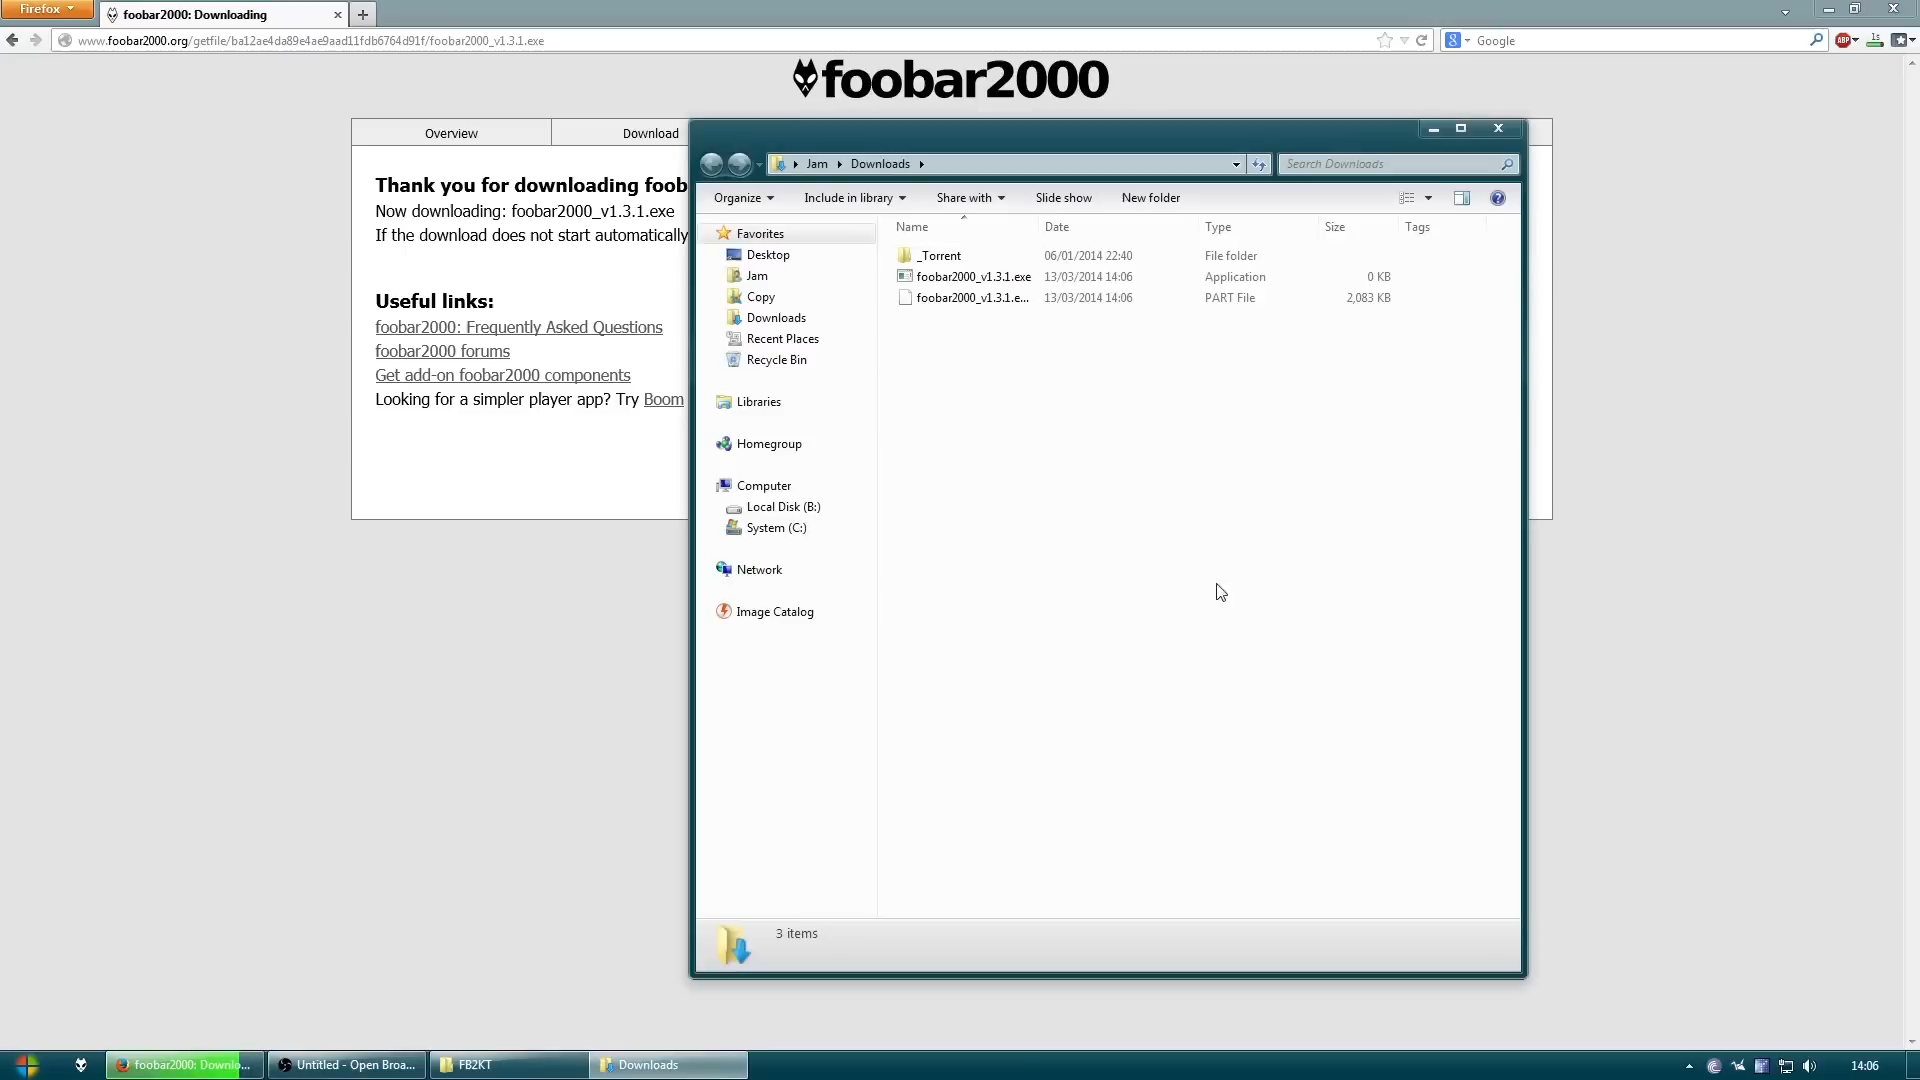 Firefox
foobar2000: Downloading
www.foobar2000.org/getfile/ba12ae4da89e4ae9aad11fdb6764d91f/foobar2000_v1.3.1.exe
Google
ABP
1s
foobar2000
Overview
Download
Thank you for downloading foob
Now downloading: foobar2000_v1.3.1.exe
If the download does not start automatically
Useful links:
foobar2000: Frequently Asked Questions
foobar2000 forums
Get add-on foobar2000 components
Looking for a simpler player app? Try Boom
Jam
Downloads
Search Downloads
Organize
Include in library
Share with
Slide show
New folder
Favorites
Desktop
Jam
Copy
Downloads
Recent Places
Recycle Bin
Libraries
Homegroup
Computer
Local Disk (B:)
System (C:)
Network
Image Catalog
Name Date Type Size Tags
_Torrent 06/01/2014 22:40 File folder
foobar2000_v1.3.1.exe 13/03/2014 14:06 Application 0 KB
foobar2000_v1.3.1.e... 13/03/2014 14:06 PART File 2,083 KB
3 items
foobar2000: Downlo...
Untitled - Open Broa...
FB2KT
Downloads
14:06